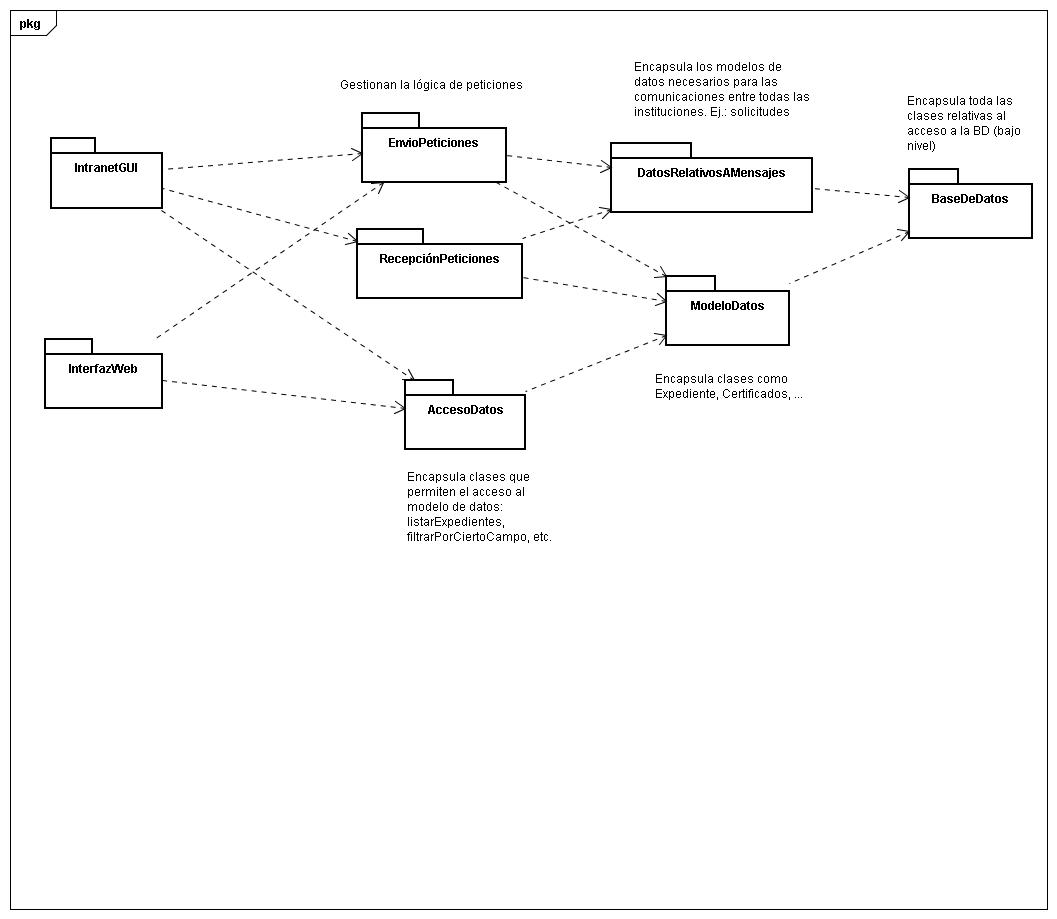 pkg
Gestionan la lógica de peticiones
Encapsula los modelos de
datos necesarios para las
comunicaciones entre todas las
instituciones. Ej.: solicitudes
Encapsula toda las
clases relativas al
acceso a la BD (bajo
nivel)
IntranetGUI
EnvioPeticiones
DatosRelativosAMensajes
BaseDeDatos
RecepciónPeticiones
ModeloDatos
InterfazWeb
Encapsula clases como
Expediente, Certificados, ...
AccesoDatos
Encapsula clases que
permiten el acceso al
modelo de datos:
listarExpedientes,
filtrarPorCiertoCampo, etc.